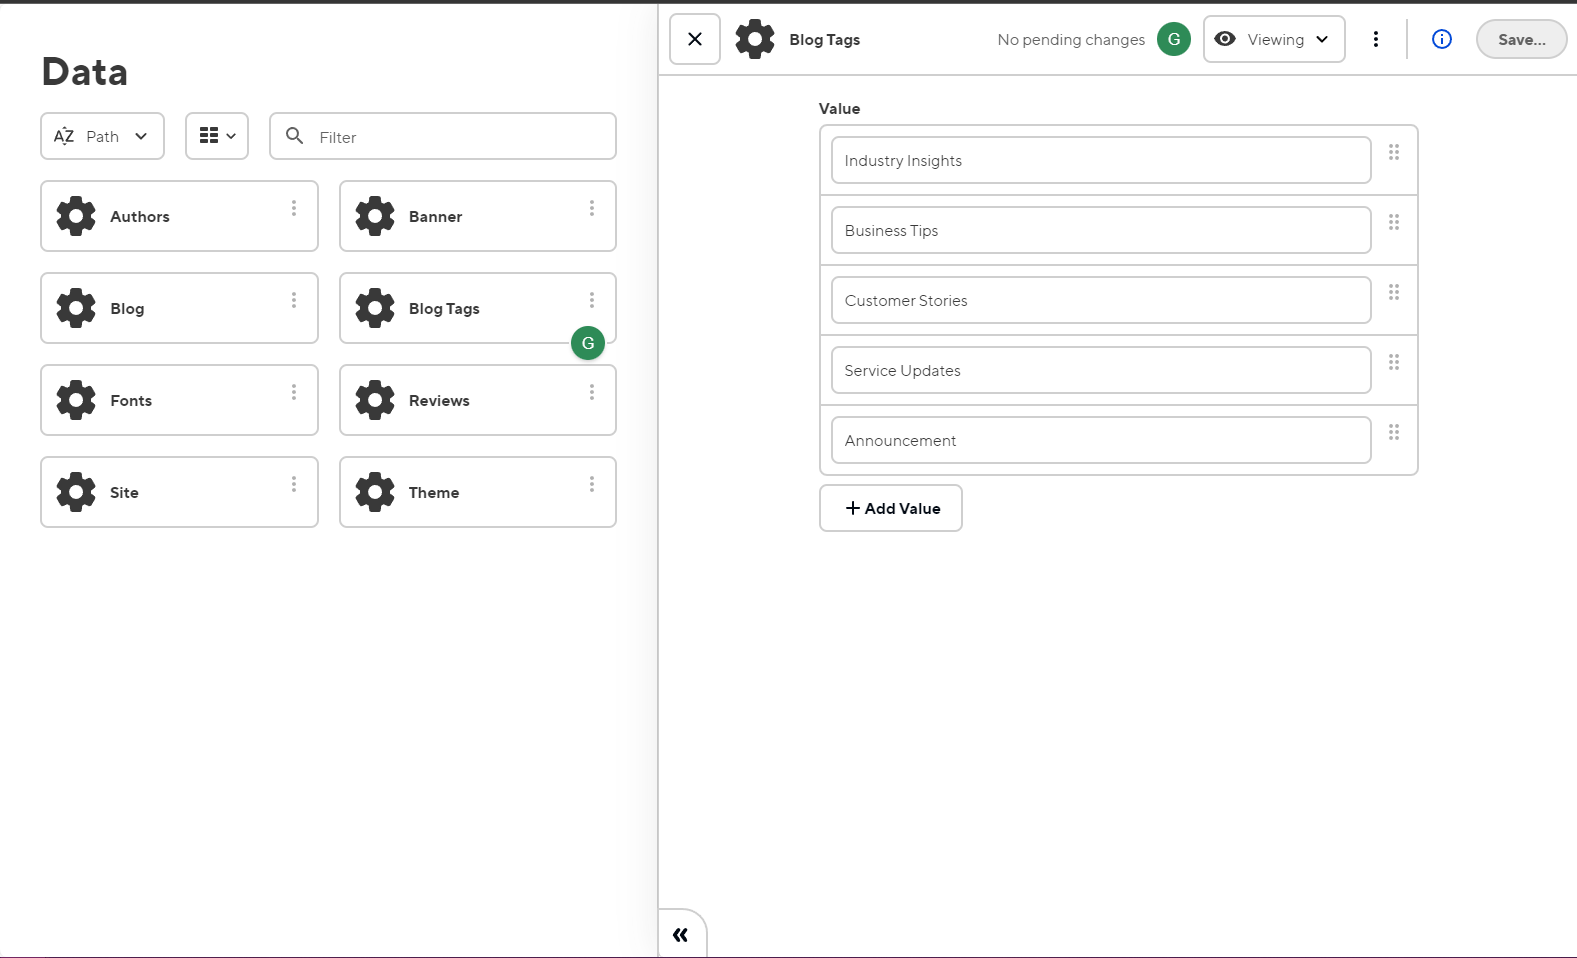 Data
Path
Filter
Authors
Banner
Blog
Blog Tags
G
Fonts
Reviews
Site
Theme
Blog Tags
No pending changes
G
Viewing
Save...
Value
Industry Insights
Business Tips
Customer Stories
Service Updates
Announcement
+ Add Value